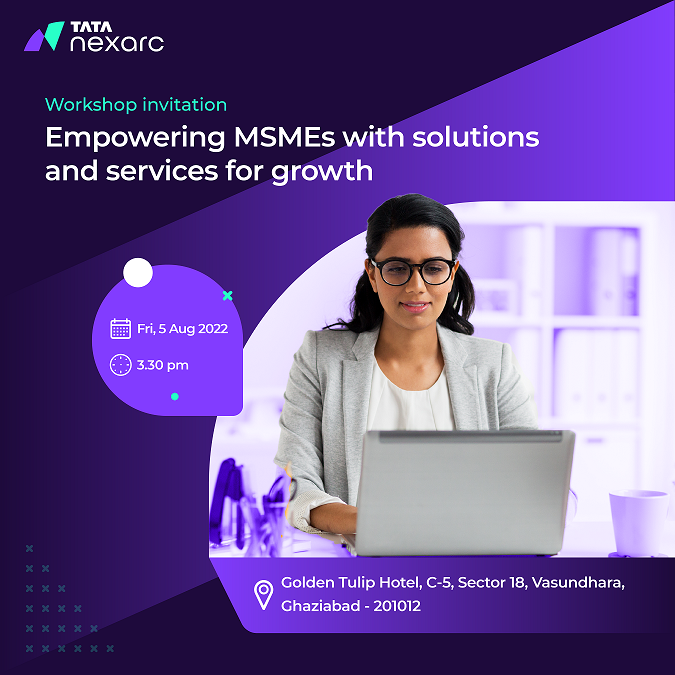 TATA
nexarc
Workshop invitation
Empowering MSMEs with solutions
and services for growth
Fri, 5 Aug 2022
3.30 pm
Golden Tulip Hotel, C-5, Sector 18, Vasundhara,
Ghaziabad - 201012